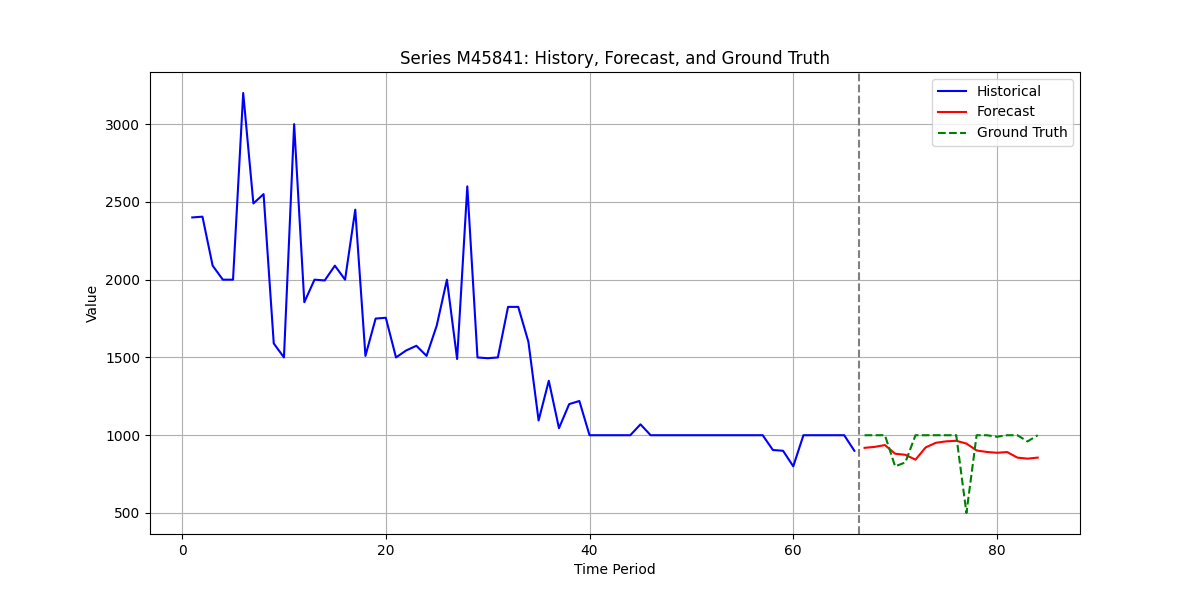 Series M45841: History, Forecast, and Ground Truth
Historical
Forecast
Ground Truth
Value
3000
2500
2000
1500
1000
500
0
20
40
60
80
Time Period